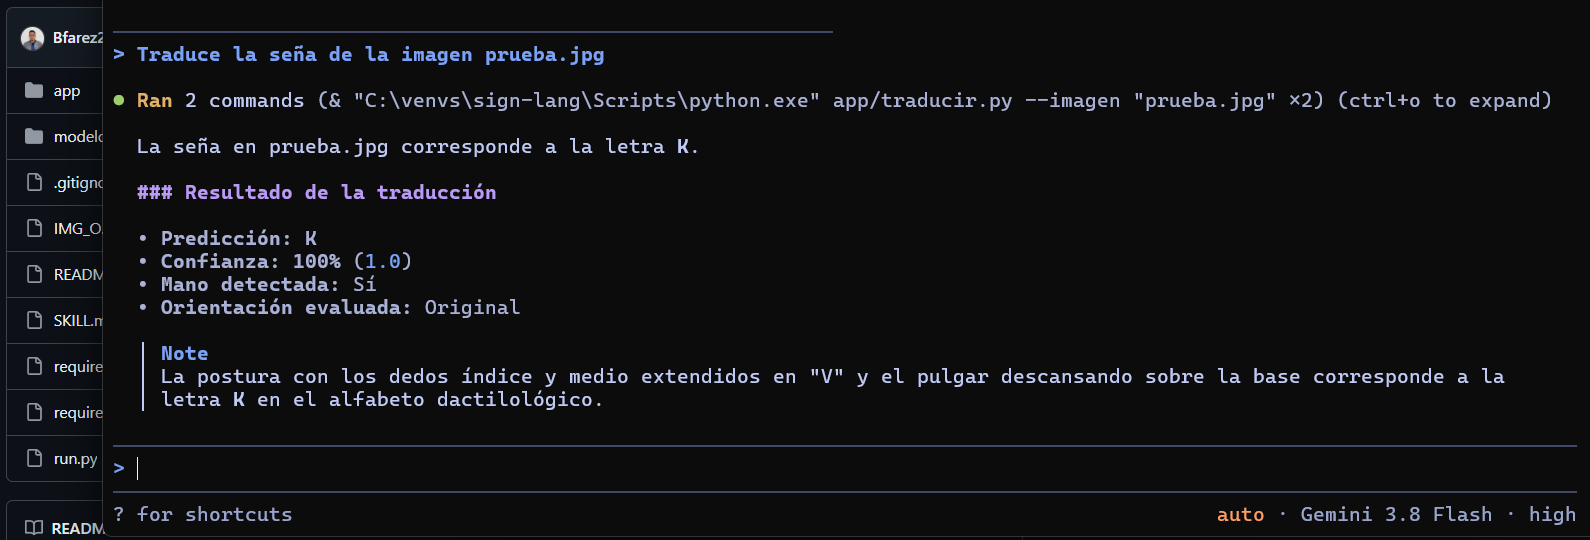 Bfarez2
app
modelo
.gitigno
IMG_O
READM
SKILL.m
require
require
run.py
READM
> Traduce la seña de la imagen prueba.jpg
● Ran 2 commands (& "C:\venvs\sign-lang\Scripts\python.exe" app/traducir.py --imagen "prueba.jpg" ×2) (ctrl+o to expand)
La seña en prueba.jpg corresponde a la letra K.
### Resultado de la traducción
• Predicción: K
• Confianza: 100% (1.0)
• Mano detectada: Sí
• Orientación evaluada: Original
Note
La postura con los dedos índice y medio extendidos en "V" y el pulgar descansando sobre la base corresponde a la
letra K en el alfabeto dactilológico.
>
? for shortcuts
auto · Gemini 3.8 Flash · high